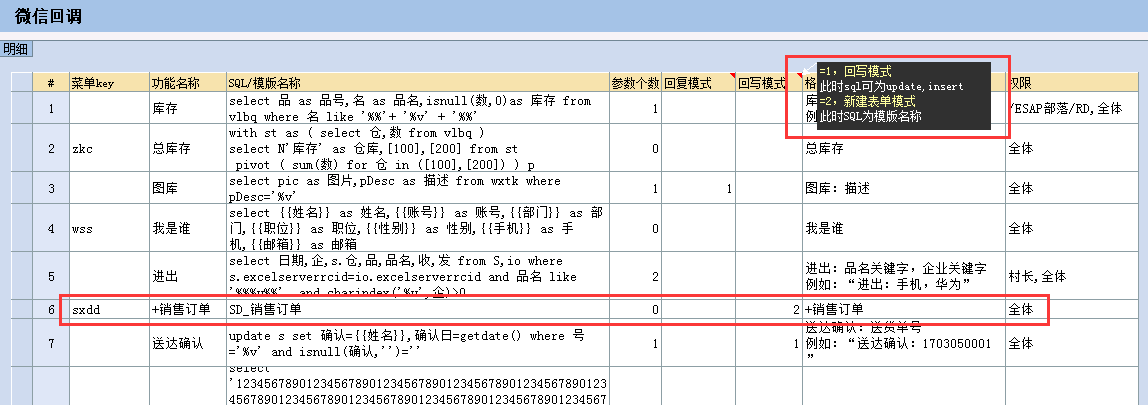 微信回调
明细
# 菜单key 功能名称 SQL/模版名称 参数个数 回复模式 回写模式 格 权限
=1，回写模式
此时sql可为update,insert
=2，新建表单模式
此时SQL为模版名称
1 库存 select 品 as 品号,名 as 品名,isnull(数,0)as 库存 from
vlbq where 名 like '%%'+ '%v' + '%%' 1 /ESAP部落/RD,全体
2 zkc 总库存 with st as ( select 仓,数 from vlbq )
select N'库存' as 仓库,[100],[200] from st
pivot ( sum(数) for 仓 in ([100],[200]) ) p 0 总库存 全体
3 图库 select pic as 图片,pDesc as 描述 from wxtk where
pDesc='%v' 1 1 图库：描述 全体
4 wss 我是谁 select {{姓名}} as 姓名,{{账号}} as 账号,{{部门}} as 部
门,{{职位}} as 职位,{{性别}} as 性别,{{手机}} as 手
机,{{邮箱}} as 邮箱 0 我是谁 全体
5 进出 select 日期,企,s.仓,品,品名,收,发 from S,io where
s.excelserverrcid=io.excelserverrcid and 品名 like
'%%%v%%' and charindex('%v',企)>0 2 进出：品名关键字，企业关键字
例如：“进出：手机，华为” 村长,全体
6 sxdd +销售订单 SD_销售订单 0 2 +销售订单 全体
7 送达确认 update s set 确认={{姓名}},确认日=getdate() where 号
='%v' and isnull(确认,'')='' 1 1 送达确认：送货单号
例如：“送达确认：1703050001
” 全体
select
'12345678901234567890123456789012345678901234567890123
4567890123456789012345678901234567890123456789012345678901234567